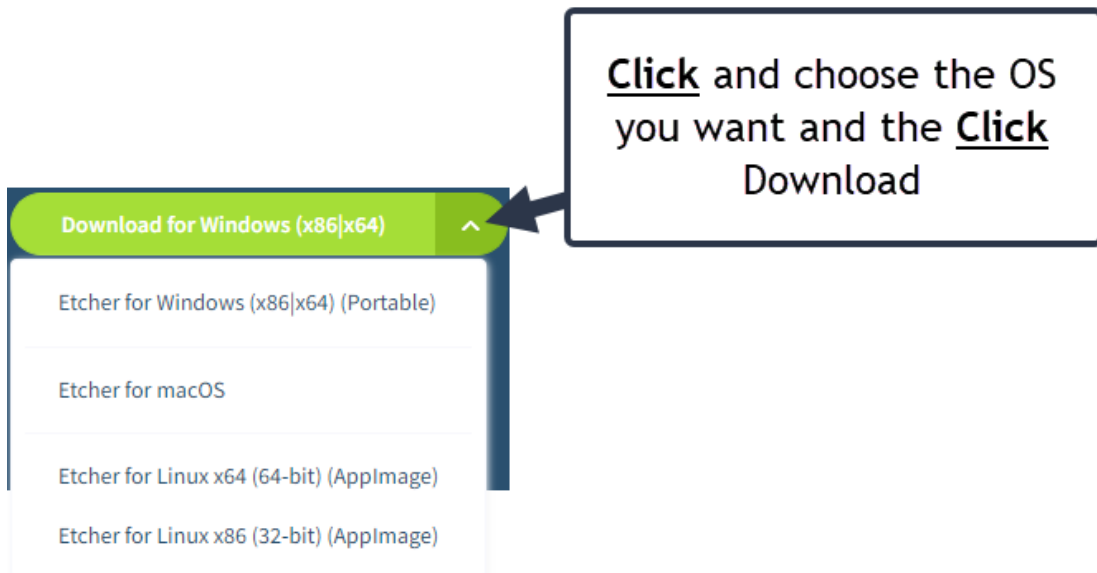 Click and choose the OS
you want and the Click
Download
Download for Windows (x86|x64)
Etcher for Windows (x86|x64) (Portable)
Etcher for macOS
Etcher for Linux x64 (64-bit) (AppImage)
Etcher for Linux x86 (32-bit) (AppImage)